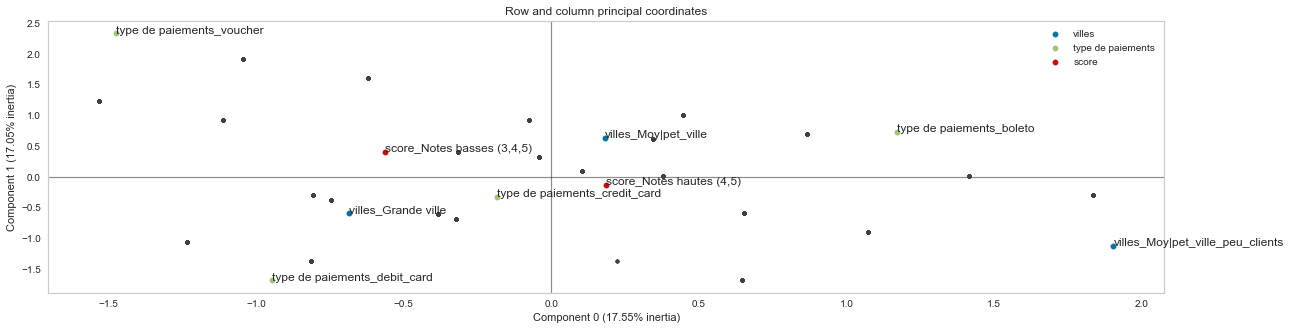 Row and column principal coordinates
2.5
2.0
1.5
1.0
0.5
0.0
−0.5
−1.0
−1.5
Component 1 (17.05% inertia)
type de paiements_voucher
villes
type de paiements
score
villes_Moy|pet_ville
type de paiements_boleto
score_Notes basses (3,4,5)
score_Notes hautes (4,5)
type de paiements_credit_card
villes_Grande ville
villes_Moy|pet_ville_peu_clients
type de paiements_debit_card
−1.5 −1.0 −0.5 0.0 0.5 1.0 1.5 2.0
Component 0 (17.55% inertia)